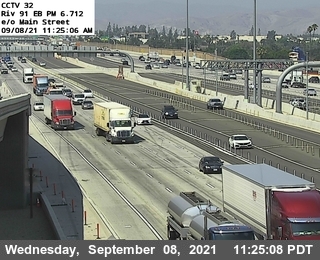 CCTV 32
Riv 91 EB PM 6.712
e/o Main Street
09/08/21 11:25:06 AM
Wednesday, September 08, 2021 11:25:08 PDT